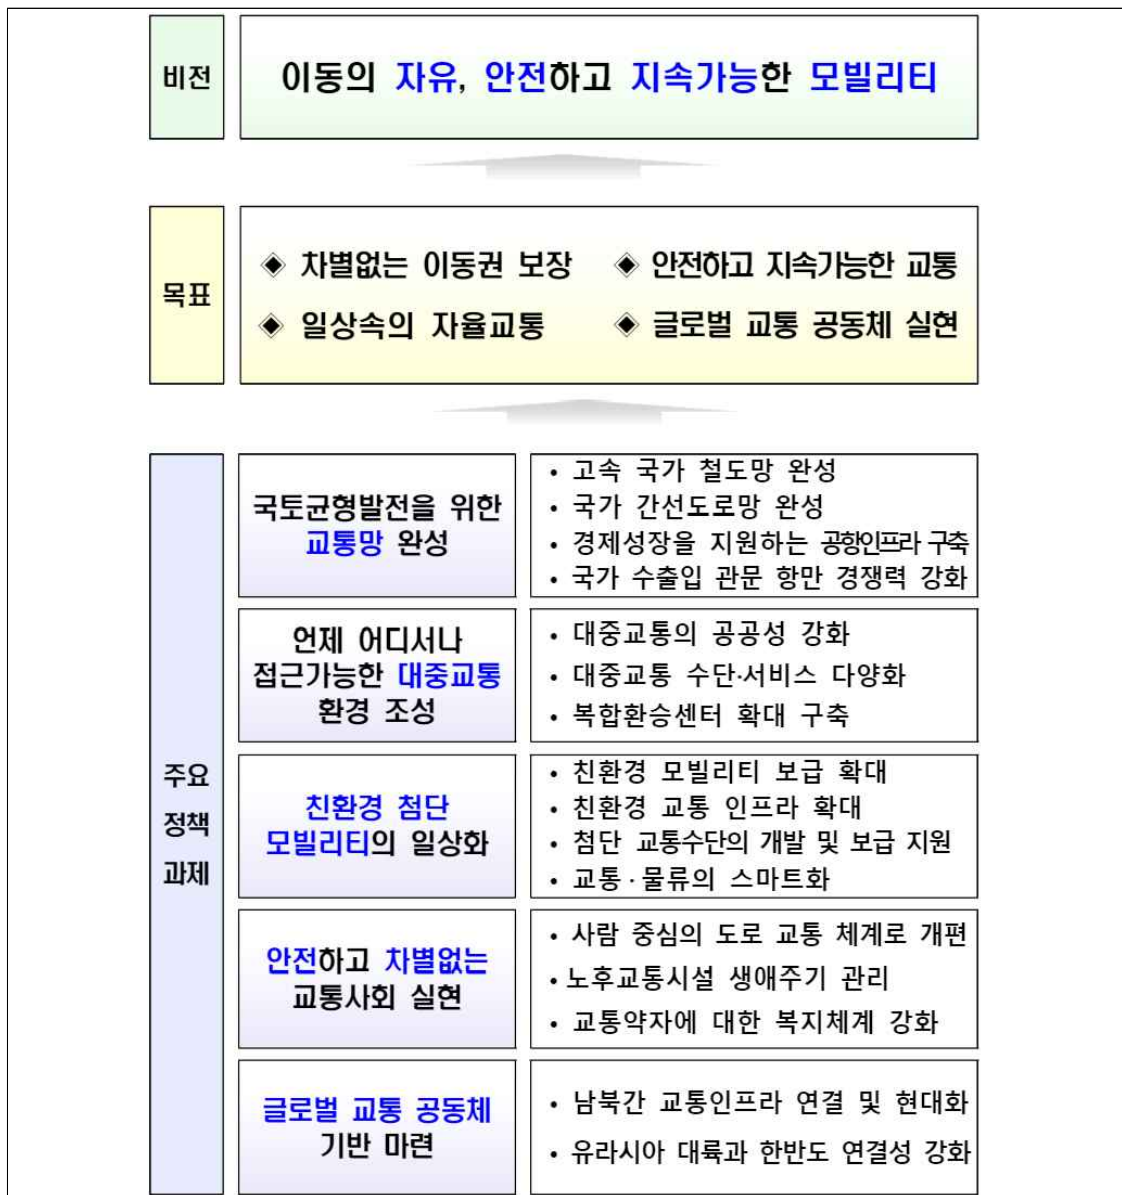 비전
이동의 자유, 안전하고 지속가능한 모빌리티
목표
◈ 차별없는 이동권 보장
◈ 안전하고 지속가능한 교통
◈ 일상속의 자율교통
◈ 글로벌 교통 공동체 실현
주요
정책
과제
국토균형발전을 위한
교통망 완성
• 고속 국가 철도망 완성
• 국가 간선도로망 완성
• 경제성장을 지원하는 공항인프라 구축
• 국가 수출입 관문 항만 경쟁력 강화
언제 어디서나
접근가능한 대중교통
환경 조성
• 대중교통의 공공성 강화
• 대중교통 수단·서비스 다양화
• 복합환승센터 확대 구축
친환경 첨단
모빌리티의 일상화
• 친환경 모빌리티 보급 확대
• 친환경 교통 인프라 확대
• 첨단 교통수단의 개발 및 보급 지원
• 교통·물류의 스마트화
안전하고 차별없는
교통사회 실현
• 사람 중심의 도로 교통 체계로 개편
• 노후교통시설 생애주기 관리
• 교통약자에 대한 복지체계 강화
글로벌 교통 공동체
기반 마련
• 남북간 교통인프라 연결 및 현대화
• 유라시아 대륙과 한반도 연결성 강화